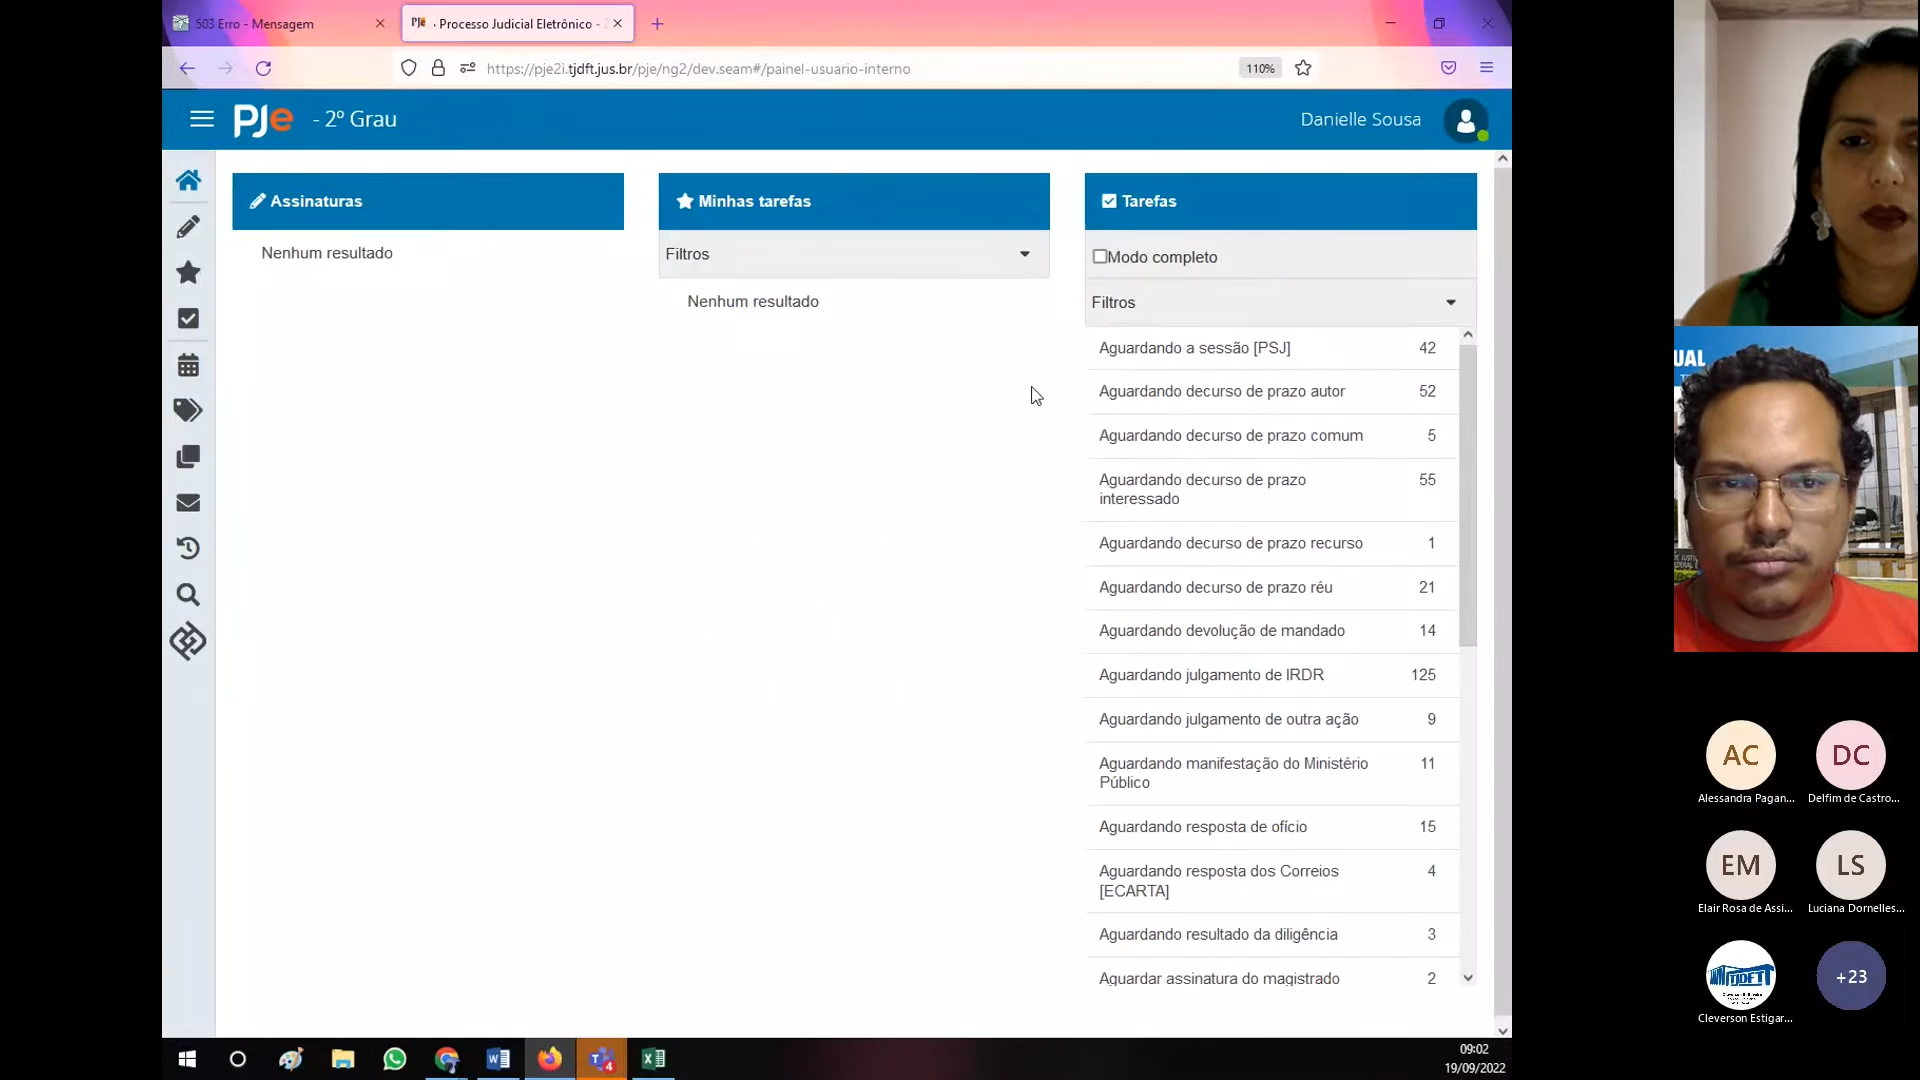 503 Erro - Mensagem
· Processo Judicial Eletrônico -
https://pje2i.tjdft.jus.br/pje/ng2/dev.seam#/painel-usuario-interno
110%
PJe - 2º Grau
Danielle Sousa
Assinaturas
Nenhum resultado
Minhas tarefas
Filtros
Nenhum resultado
Tarefas
Modo completo
Filtros
Aguardando a sessão [PSJ] 42
Aguardando decurso de prazo autor 52
Aguardando decurso de prazo comum 5
Aguardando decurso de prazo
interessado 55
Aguardando decurso de prazo recurso 1
Aguardando decurso de prazo réu 21
Aguardando devolução de mandado 14
Aguardando julgamento de IRDR 125
Aguardando julgamento de outra ação 9
Aguardando manifestação do Ministério
Público 11
Aguardando resposta de ofício 15
Aguardando resposta dos Correios
[ECARTA] 4
Aguardando resultado da diligência 3
Aguardar assinatura do magistrado 2
09:02
19/09/2022
UAL
AC
Alessandra Pagan...
DC
Delfim de Castro...
EM
Elair Rosa de Assi...
LS
Luciana Dornelles...
TJDFT
Cleverson Estigar...
+23